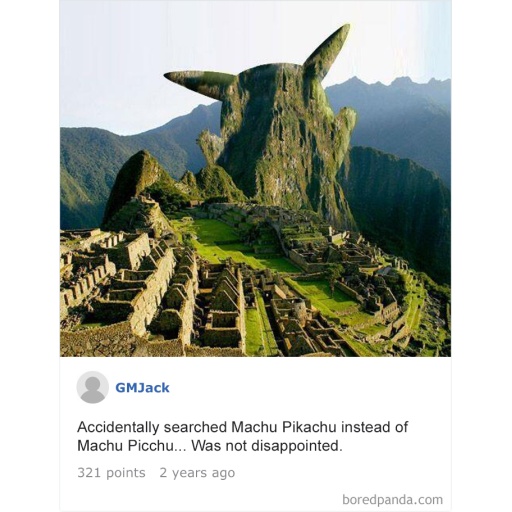 GMJack
Accidentally searched Machu Pikachu instead of
Machu Picchu... Was not disappointed.
321 points 2 years ago
boredpanda.com